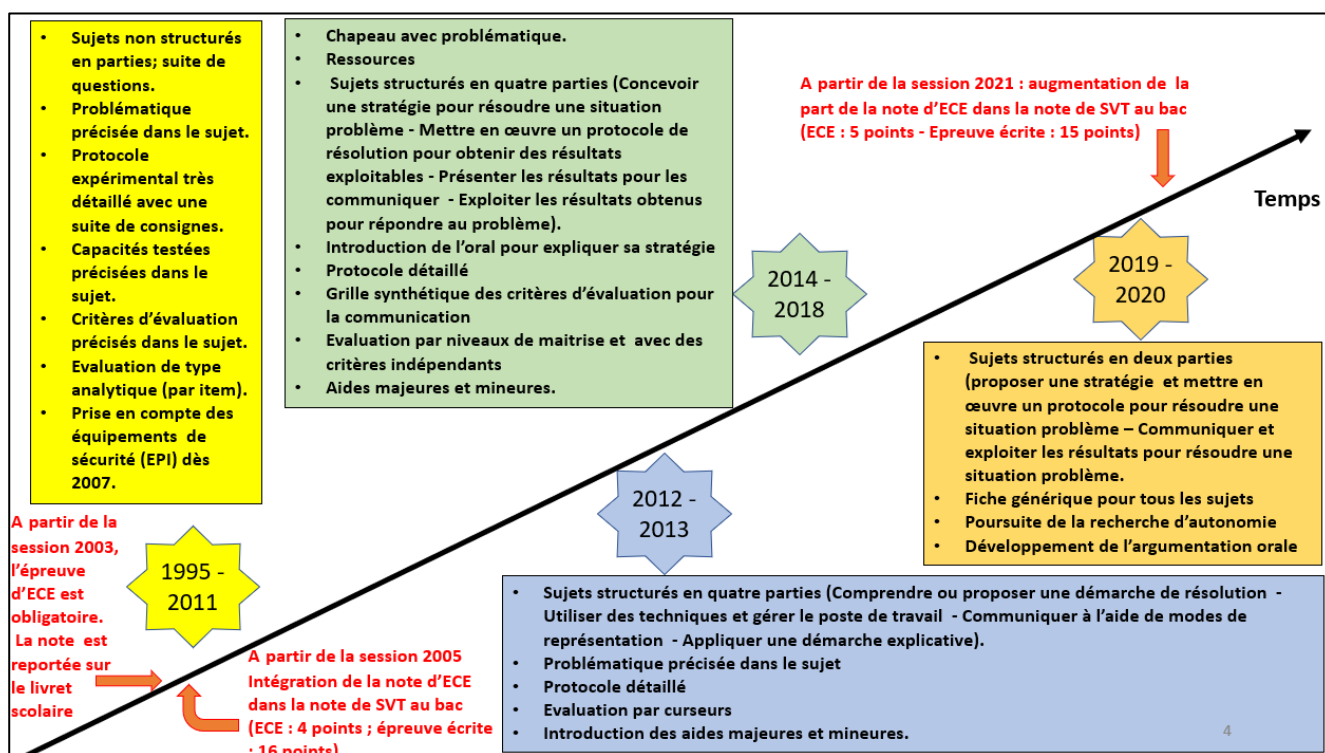 • Sujets non structurés
en parties; suite de
questions.
• Problématique
précisée dans le sujet.
• Protocole
expérimental très
détaillé avec une
suite de consignes.
• Capacités testées
précisées dans le
sujet.
• Critères d'évaluation
précisés dans le sujet.
• Evaluation de type
analytique (par item).
• Prise en compte des
équipements de
sécurité (EPI) dès
2007.
• Chapeau avec problématique.
• Ressources
• Sujets structurés en quatre parties (Concevoir
une stratégie pour résoudre une situation
problème - Mettre en œuvre un protocole de
résolution pour obtenir des résultats
exploitables - Présenter les résultats pour les
communiquer - Exploiter les résultats obtenus
pour répondre au problème).
• Introduction de l'oral pour expliquer sa stratégie
• Protocole détaillé
• Grille synthétique des critères d'évaluation pour
la communication
• Evaluation par niveaux de maitrise et avec des
critères indépendants
• Aides majeures et mineures.
A partir de la session 2021 : augmentation de la
part de la note d'ECE dans la note de SVT au bac
(ECE : 5 points - Epreuve écrite : 15 points)
Temps
2014 -
2018
2019 -
2020
• Sujets structurés en deux parties
(proposer une stratégie et mettre en
œuvre un protocole pour résoudre une
situation problème – Communiquer et
exploiter les résultats pour résoudre une
situation problème.
• Fiche générique pour tous les sujets
• Poursuite de la recherche d'autonomie
• Développement de l'argumentation orale
2012 -
2013
A partir de la
session 2003,
l'épreuve
d'ECE est
obligatoire.
La note est
reportée sur
le livret
scolaire
1995 -
2011
A partir de la session 2005
Intégration de la note d'ECE
dans la note de SVT au bac
(ECE : 4 points ; épreuve écrite
: 16 points)
• Sujets structurés en quatre parties (Comprendre ou proposer une démarche de résolution -
Utiliser des techniques et gérer le poste de travail - Communiquer à l'aide de modes de
représentation - Appliquer une démarche explicative).
• Problématique précisée dans le sujet
• Protocole détaillé
• Evaluation par curseurs
• Introduction des aides majeures et mineures.
4